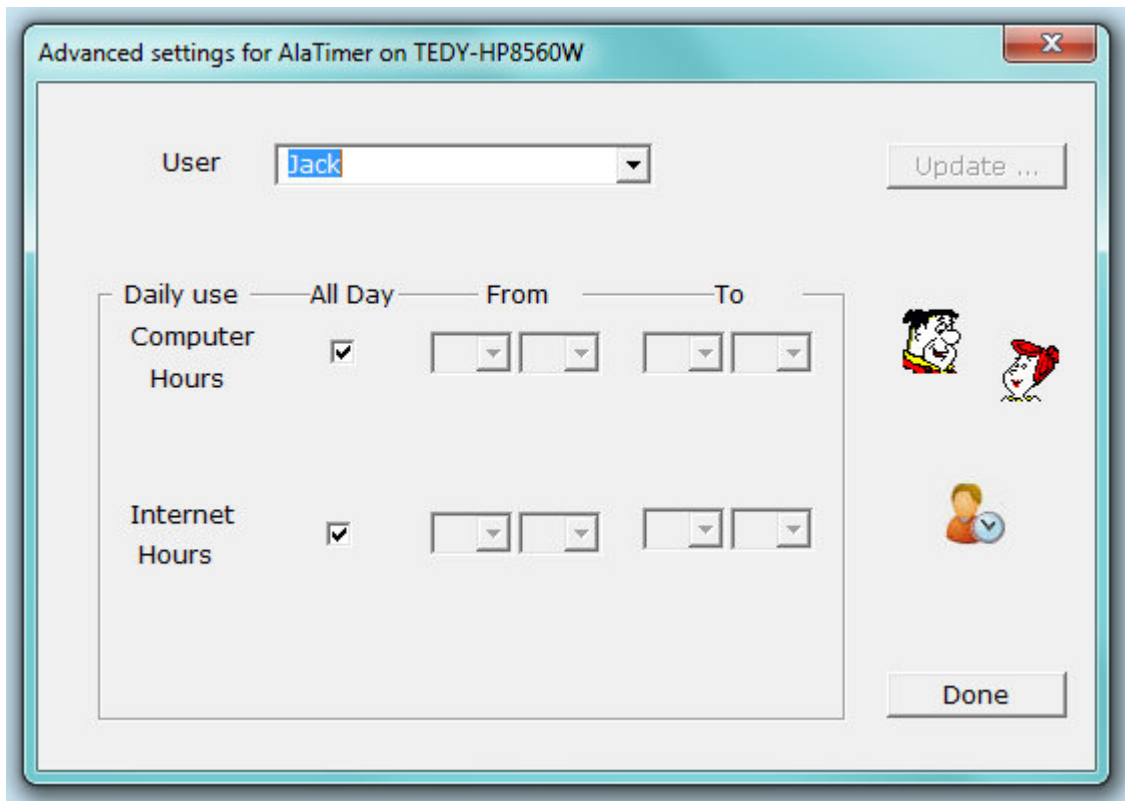 Advanced settings for AlaTimer on TEDY-HP8560W
User Jack Update ...
Daily use All Day From To
Computer
Hours
Internet
Hours
Done